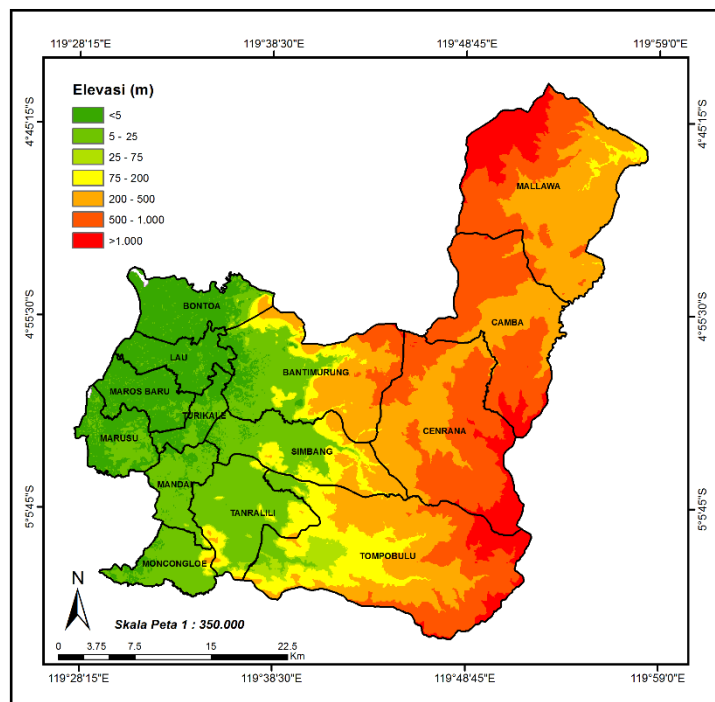 119°28'15"E 119°38'30"E 119°48'45"E 119°59'0"E
4°45'15"S
4°55'30"S
5°5'45"S
Elevasi (m)
<5
5 - 25
25 - 75
75 - 200
200 - 500
500 - 1.000
>1.000
MALLAWA
BONTOA
CAMBA
LAU
BANTIMURUNG
MAROS BARU
TURIKALE
CENRANA
MARUSU
SIMBANG
MANDAI
TANRALILI
TOMPOBULU
MONCONGLOE
N
Skala Peta 1 : 350.000
0 3.75 7.5 15 22.5
Km
4°45'15"S
4°55'30"S
5°5'45"S
119°28'15"E 119°38'30"E 119°48'45"E 119°59'0"E